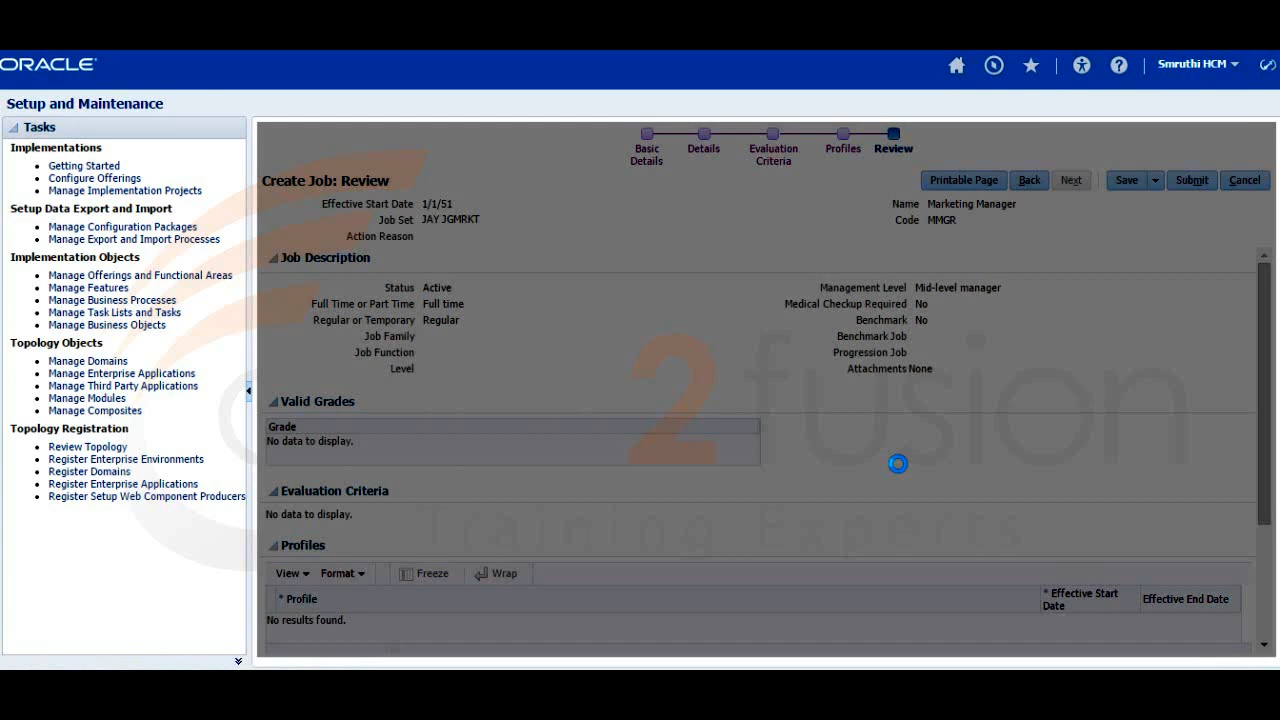 ORACLE
Smruthi HCM
Setup and Maintenance
Tasks
Implementations
Getting Started
Configure Offerings
Manage Implementation Projects
Setup Data Export and Import
Manage Configuration Packages
Manage Export and Import Processes
Implementation Objects
Manage Offerings and Functional Areas
Manage Features
Manage Business Processes
Manage Task Lists and Tasks
Manage Business Objects
Topology Objects
Manage Domains
Manage Enterprise Applications
Manage Third Party Applications
Manage Modules
Manage Composites
Topology Registration
Review Topology
Register Enterprise Environments
Register Domains
Register Enterprise Applications
Register Setup Web Component Producers
Basic Details
Details
Evaluation Criteria
Profiles
Review
Create Job: Review
Printable Page Back Next Save Submit Cancel
Effective Start Date 1/1/51
Job Set JAY JGMRKT
Action Reason
Name Marketing Manager
Code MMGR
Job Description
Status Active
Full Time or Part Time Full time
Regular or Temporary Regular
Job Family
Job Function
Level
Management Level Mid-level manager
Medical Checkup Required No
Benchmark No
Benchmark Job
Progression Job
Attachments None
Valid Grades
Grade
No data to display.
Evaluation Criteria
No data to display.
Profiles
View Format Freeze Wrap
* Profile * Effective Start Date Effective End Date
No results found.
2fusion
Training Experts